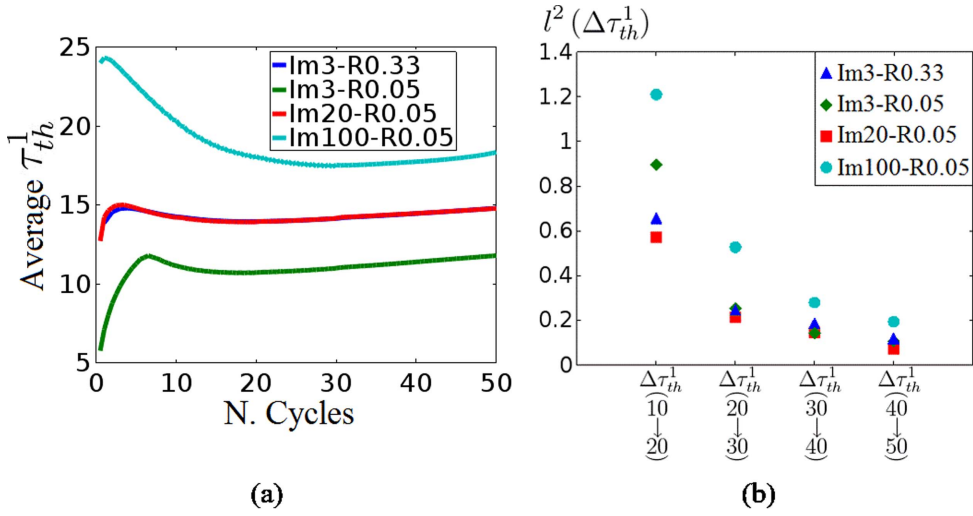 25
20
15
10
5
Average τ¹ₜₕ
Im3-R0.33
Im3-R0.05
Im20-R0.05
Im100-R0.05
0 10 20 30 40 50
N. Cycles
(a)
l² (Δτ¹ₜₕ)
1.4
1.2
1
0.8
0.6
0.4
0.2
0
Im3-R0.33
Im3-R0.05
Im20-R0.05
Im100-R0.05
Δτ¹ₜₕ Δτ¹ₜₕ Δτ¹ₜₕ Δτ¹ₜₕ
(10→20) (20→30) (30→40) (40→50)
(b)